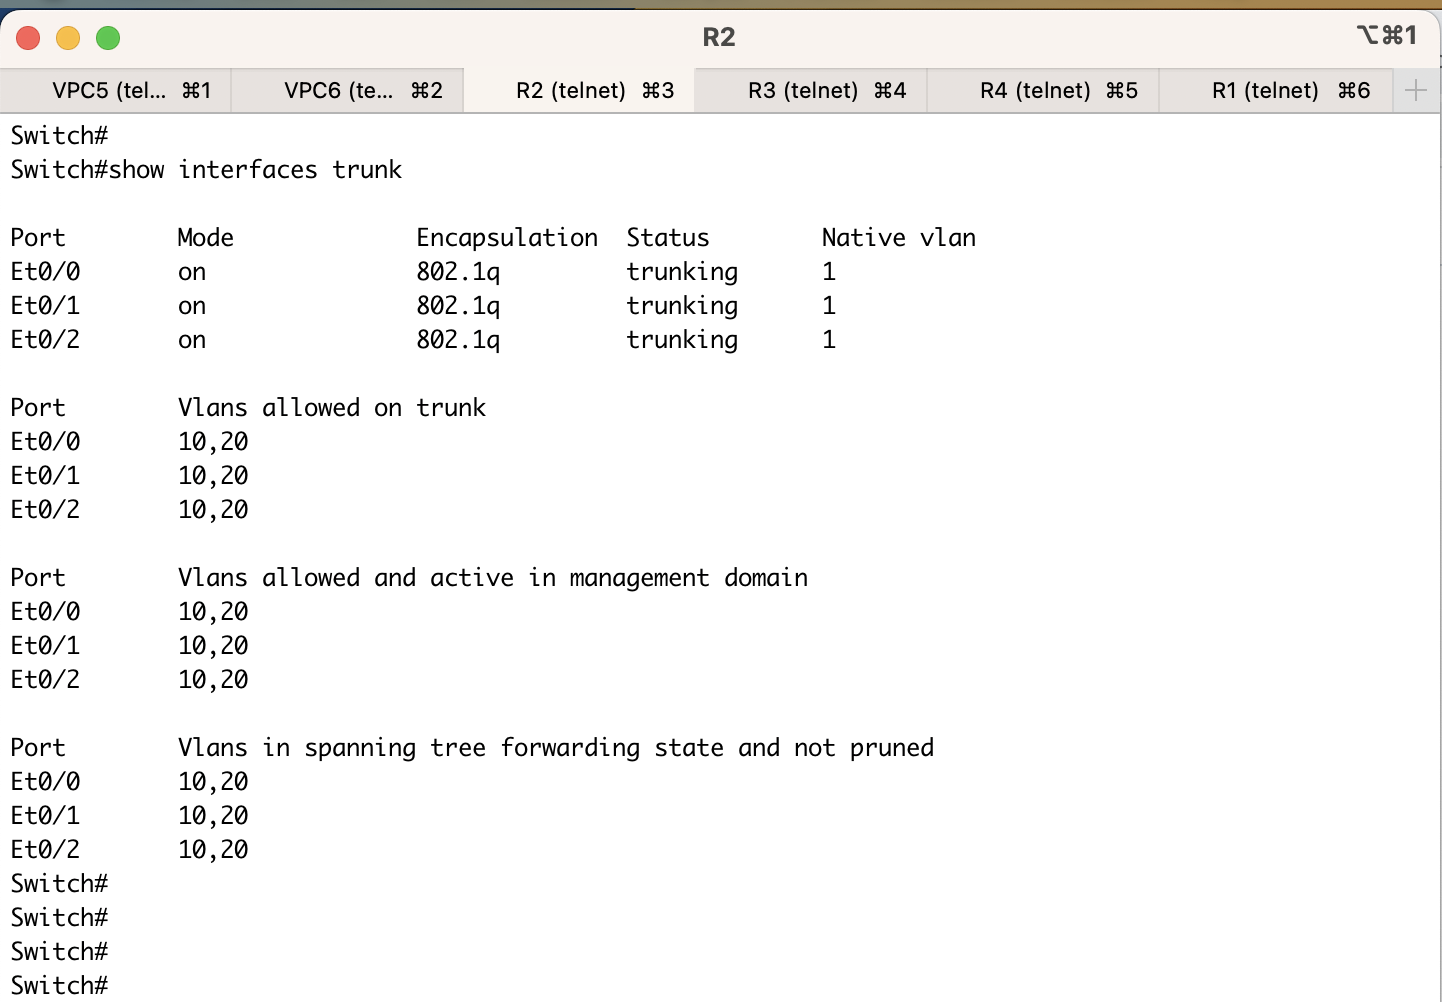 R2
⌥⌘1
VPC5 (tel... ⌘1
VPC6 (te... ⌘2
R2 (telnet) ⌘3
R3 (telnet) ⌘4
R4 (telnet) ⌘5
R1 (telnet) ⌘6
Switch#
Switch#show interfaces trunk
Port        Mode             Encapsulation  Status        Native vlan
Et0/0       on               802.1q         trunking      1
Et0/1       on               802.1q         trunking      1
Et0/2       on               802.1q         trunking      1
Port        Vlans allowed on trunk
Et0/0       10,20
Et0/1       10,20
Et0/2       10,20
Port        Vlans allowed and active in management domain
Et0/0       10,20
Et0/1       10,20
Et0/2       10,20
Port        Vlans in spanning tree forwarding state and not pruned
Et0/0       10,20
Et0/1       10,20
Et0/2       10,20
Switch#
Switch#
Switch#
Switch#